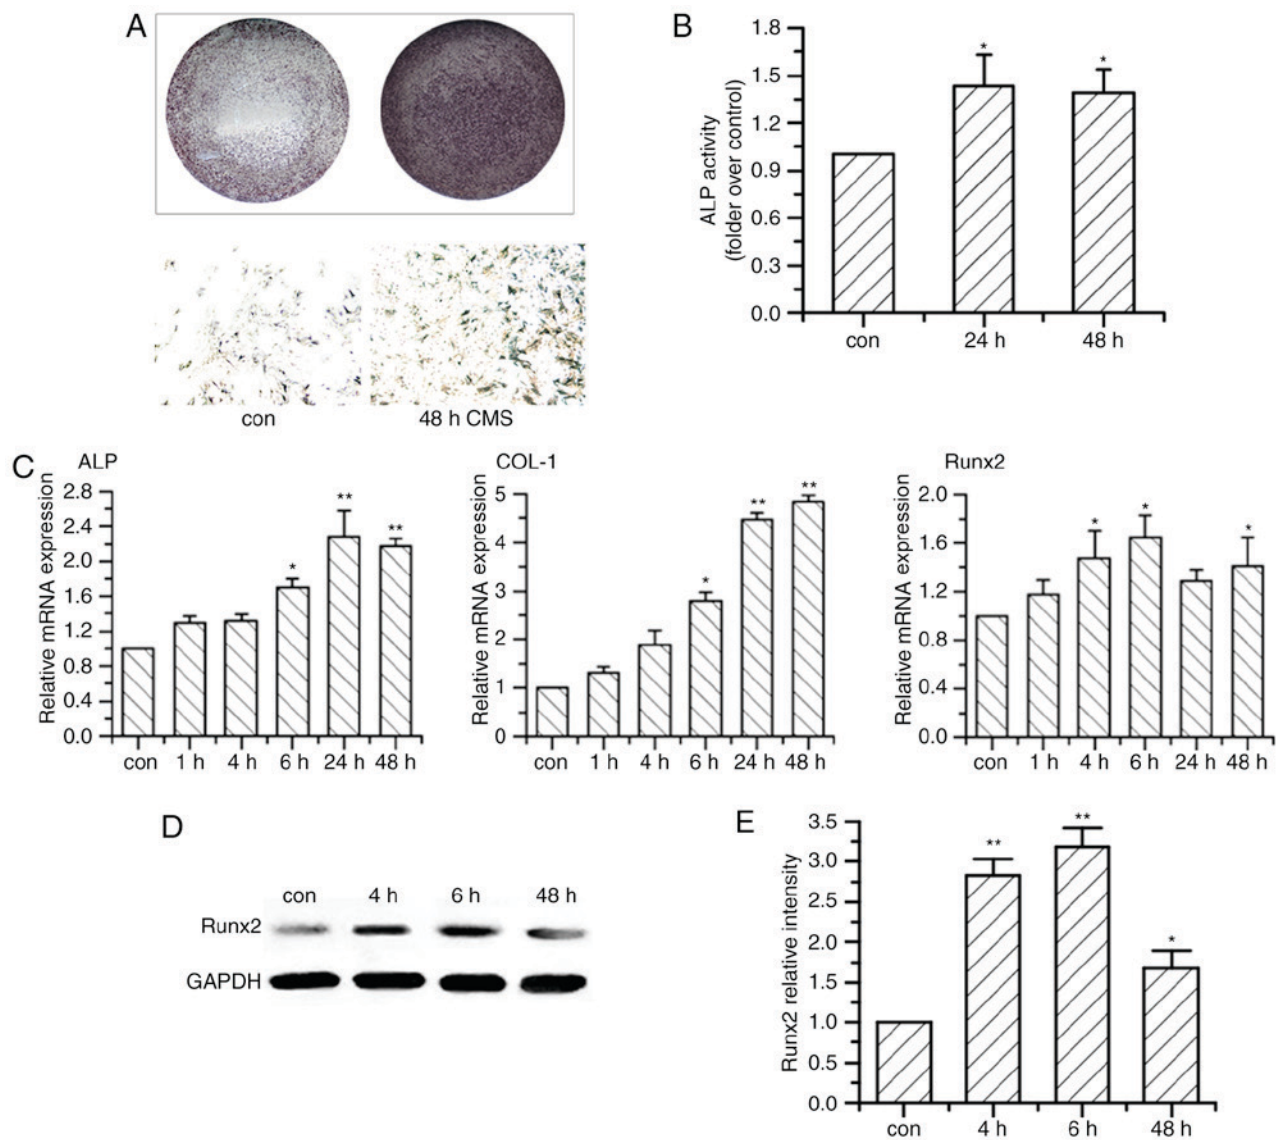 A
con
48 h CMS
B
ALP activity
(folder over control)
1.8
1.5
1.2
0.9
0.6
0.3
0.0
*
*
con 24 h 48 h
C
ALP
Relative mRNA expression
2.8
2.4
2.0
1.6
1.2
0.8
0.4
0.0
*
**
**
con 1 h 4 h 6 h 24 h 48 h
COL-1
Relative mRNA expression
5
4
3
2
1
0
*
**
**
con 1 h 4 h 6 h 24 h 48 h
Runx2
Relative mRNA expression
2.0
1.6
1.2
0.8
0.4
0.0
*
*
*
con 1 h 4 h 6 h 24 h 48 h
D
con 4 h 6 h 48 h
Runx2
GAPDH
E
Runx2 relative intensity
3.5
3.0
2.5
2.0
1.5
1.0
0.5
0.0
**
**
*
con 4 h 6 h 48 h